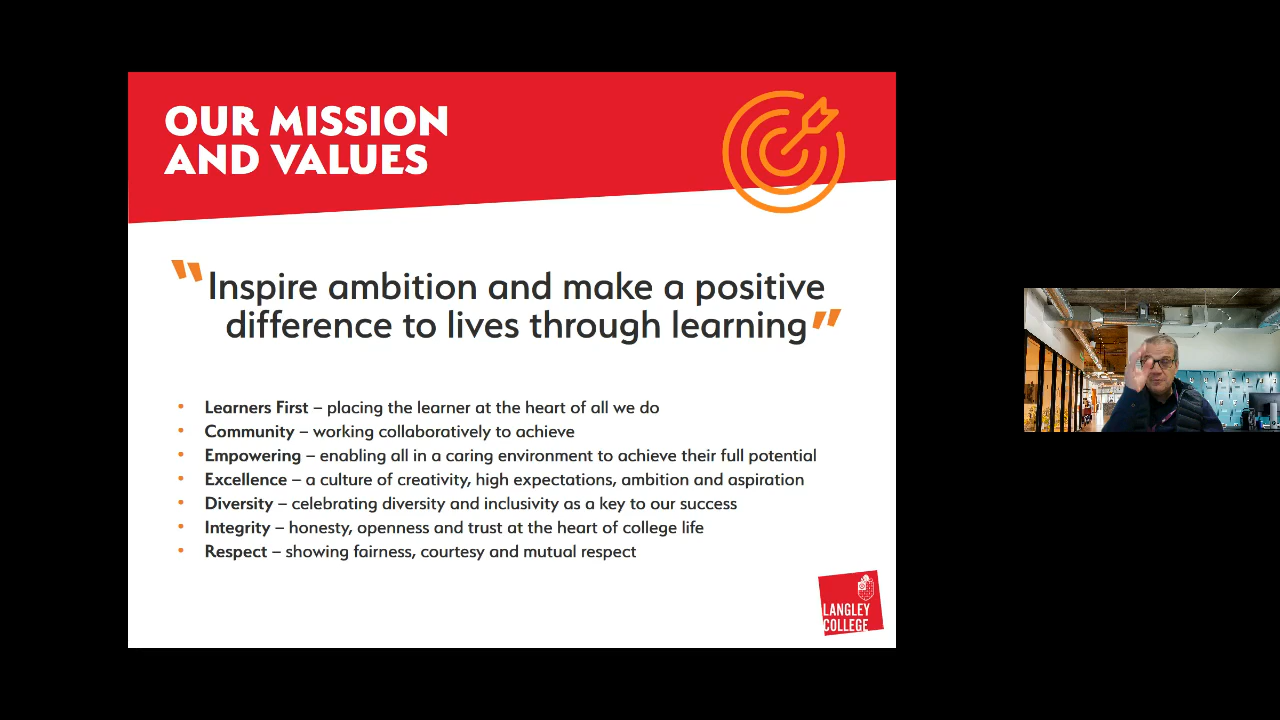 OUR MISSION
AND VALUES
"Inspire ambition and make a positive
difference to lives through learning"
• Learners First – placing the learner at the heart of all we do
• Community – working collaboratively to achieve
• Empowering – enabling all in a caring environment to achieve their full potential
• Excellence – a culture of creativity, high expectations, ambition and aspiration
• Diversity – celebrating diversity and inclusivity as a key to our success
• Integrity – honesty, openness and trust at the heart of college life
• Respect – showing fairness, courtesy and mutual respect
LANGLEY
COLLEGE